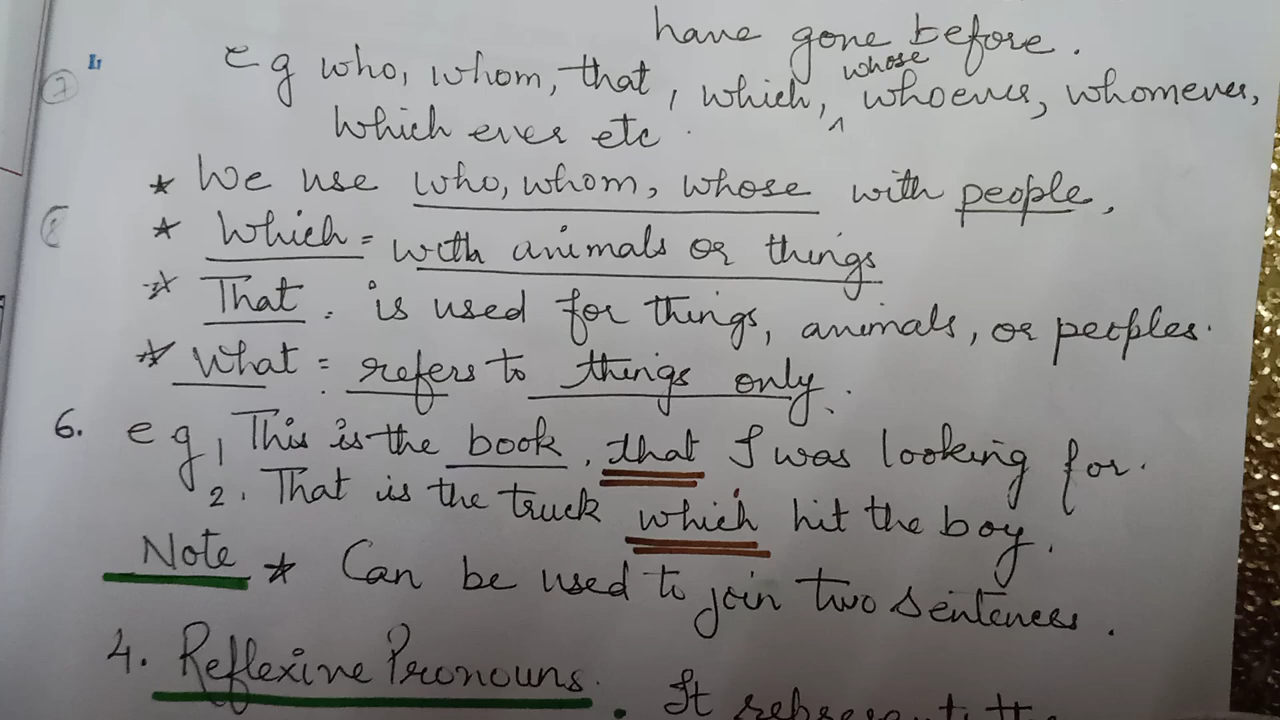 have gone before.
e g who, whom, that, which, whose whoever, whomever,
Which ever etc.
* We use who, whom, whose with people,
* Which = with animals or things
* That. is used for things, animals, or peoples.
* What = refers to things only.
6. e g, 1 This is the book, that I was looking for.
2. That is the truck which hit the boy.
Note * Can be used to join two sentences.
4. Reflexive Pronouns. It represent the